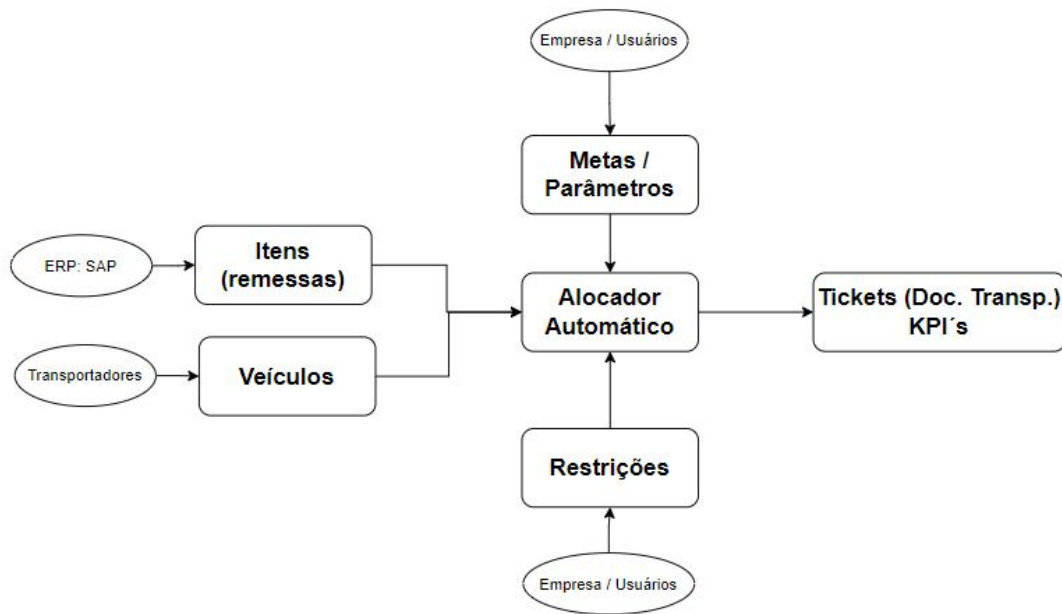 Empresa / Usuários
Metas /
Parâmetros
ERP: SAP
Itens
(remessas)
Alocador
Automático
Tickets (Doc. Transp.)
KPI´s
Transportadores
Veículos
Restrições
Empresa / Usuários